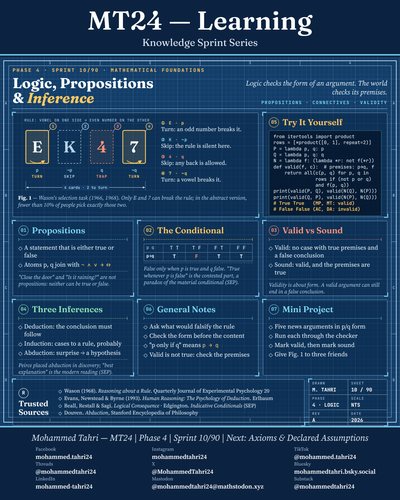 MT24 — Learning
Knowledge Sprint Series
PHASE 4 · SPRINT 10/90 · MATHEMATICAL FOUNDATIONS
Logic, Propositions
& Inference
Logic checks the form of an argument. The world
checks its premises.
PROPOSITIONS · CONNECTIVES · VALIDITY
RULE: VOWEL ON ONE SIDE → EVEN NUMBER ON THE OTHER
E
K
4
7
p
¬p
q
¬q
TURN
SKIP
TRAP
TURN
4 cards · 2 to turn
E · p
Turn: an odd number breaks it.
K · ¬p
Skip: the rule is silent here.
4 · q
Skip: any back is allowed.
7 · ¬q
Turn: a vowel breaks it.
Fig. 1 — Wason's selection task (1966, 1968). Only E and 7 can break the rule; in the abstract version,
fewer than 10% of people pick exactly those two.
05 Try It Yourself
from itertools import product
rows = [*product([0, 1], repeat=2)]
P = lambda p, q: p
Q = lambda p, q: q
N = lambda f: (lambda *r: not f(*r))
def valid(f, c): # premises: p→q, f
return all(c(p, q) for p, q in
rows if (not p or q)
and f(p, q))
print(valid(P, Q), valid(N(Q), N(P)))
print(valid(Q, P), valid(N(P), N(Q)))
# True True (MP, MT: valid)
# False False (AC, DA: invalid)
01 Propositions
◇ A statement that is either true or
false
◇ Atoms p, q join with ¬ ∧ ∨ → ↔
"Close the door" and "Is it raining?" are not
propositions: neither can be true or false.
02 The Conditional
p q T T T F F T F F
p→q T F T T
False only when p is true and q false. "True
whenever p is false" is the contested part, a
paradox of the material conditional (SEP).
03 Valid vs Sound
◇ Valid: no case with true premises and
a false conclusion
◇ Sound: valid, and the premises are
true
Validity is about form. A valid argument can still
end in a false conclusion.
04 Three Inferences
◇ Deduction: the conclusion must
follow
◇ Induction: cases to a rule, probably
◇ Abduction: surprise → a hypothesis
Peirce placed abduction in discovery; "best
explanation" is the modern reading (SEP).
06 General Notes
◇ Ask what would falsify the rule
◇ Check the form before the content
◇ "p only if q" means p → q
◇ Valid is not true: check the premises
07 Mini Project
◇ Five news arguments in p/q form
◇ Run each through the checker
◇ Mark valid, then mark sound
◇ Give Fig. 1 to three friends
R
Trusted
Sources
◇ Wason (1968). Reasoning about a Rule. Quarterly Journal of Experimental Psychology 20
◇ Evans, Newstead & Byrne (1993). Human Reasoning: The Psychology of Deduction. Erlbaum
◇ Beall, Restall & Sagi. Logical Consequence · Edgington. Indicative Conditionals (SEP)
◇ Douven. Abduction. Stanford Encyclopedia of Philosophy
DRAWN
M. TAHRI
SHEET
10 / 90
PHASE
4 · LOGIC
SCALE
NTS
REV
A
DATE
2026
Mohammed Tahri — MT24 | Phase 4 | Sprint 10/90 | Next: Axioms & Declared Assumptions
Facebook
mohammed.tahri24
Instagram
mohammedtahri24
TikTok
@mohammed.tahri24
Threads
@mohammedtahri24
X
@MohammedTahri24
Bluesky
mohammedtahri.bsky.social
LinkedIn
mohammed-tahri24
Mastodon
@mohammedtahri24@mathstodon.xyz
Substack
@mohammedtahri24